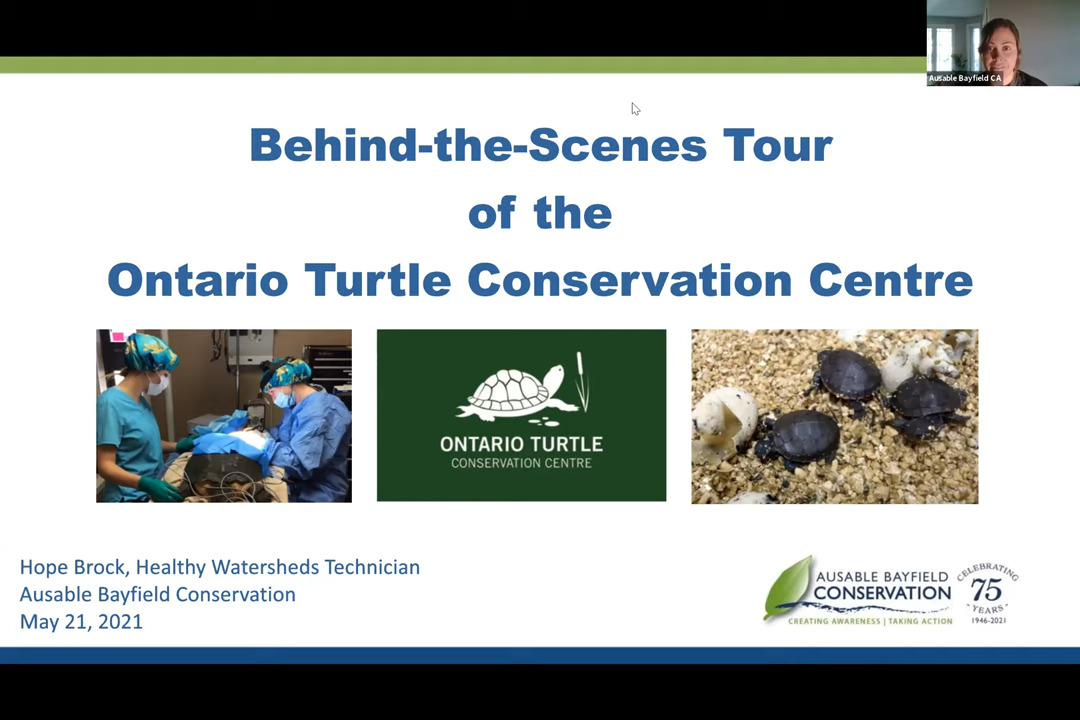 Ausable Bayfield CA
Behind-the-Scenes Tour
of the
Ontario Turtle Conservation Centre
ONTARIO TURTLE
CONSERVATION CENTRE
Hope Brock, Healthy Watersheds Technician
Ausable Bayfield Conservation
May 21, 2021
AUSABLE BAYFIELD
CONSERVATION
CREATING AWARENESS | TAKING ACTION
CELEBRATING
75
- YEARS -
1946-2021